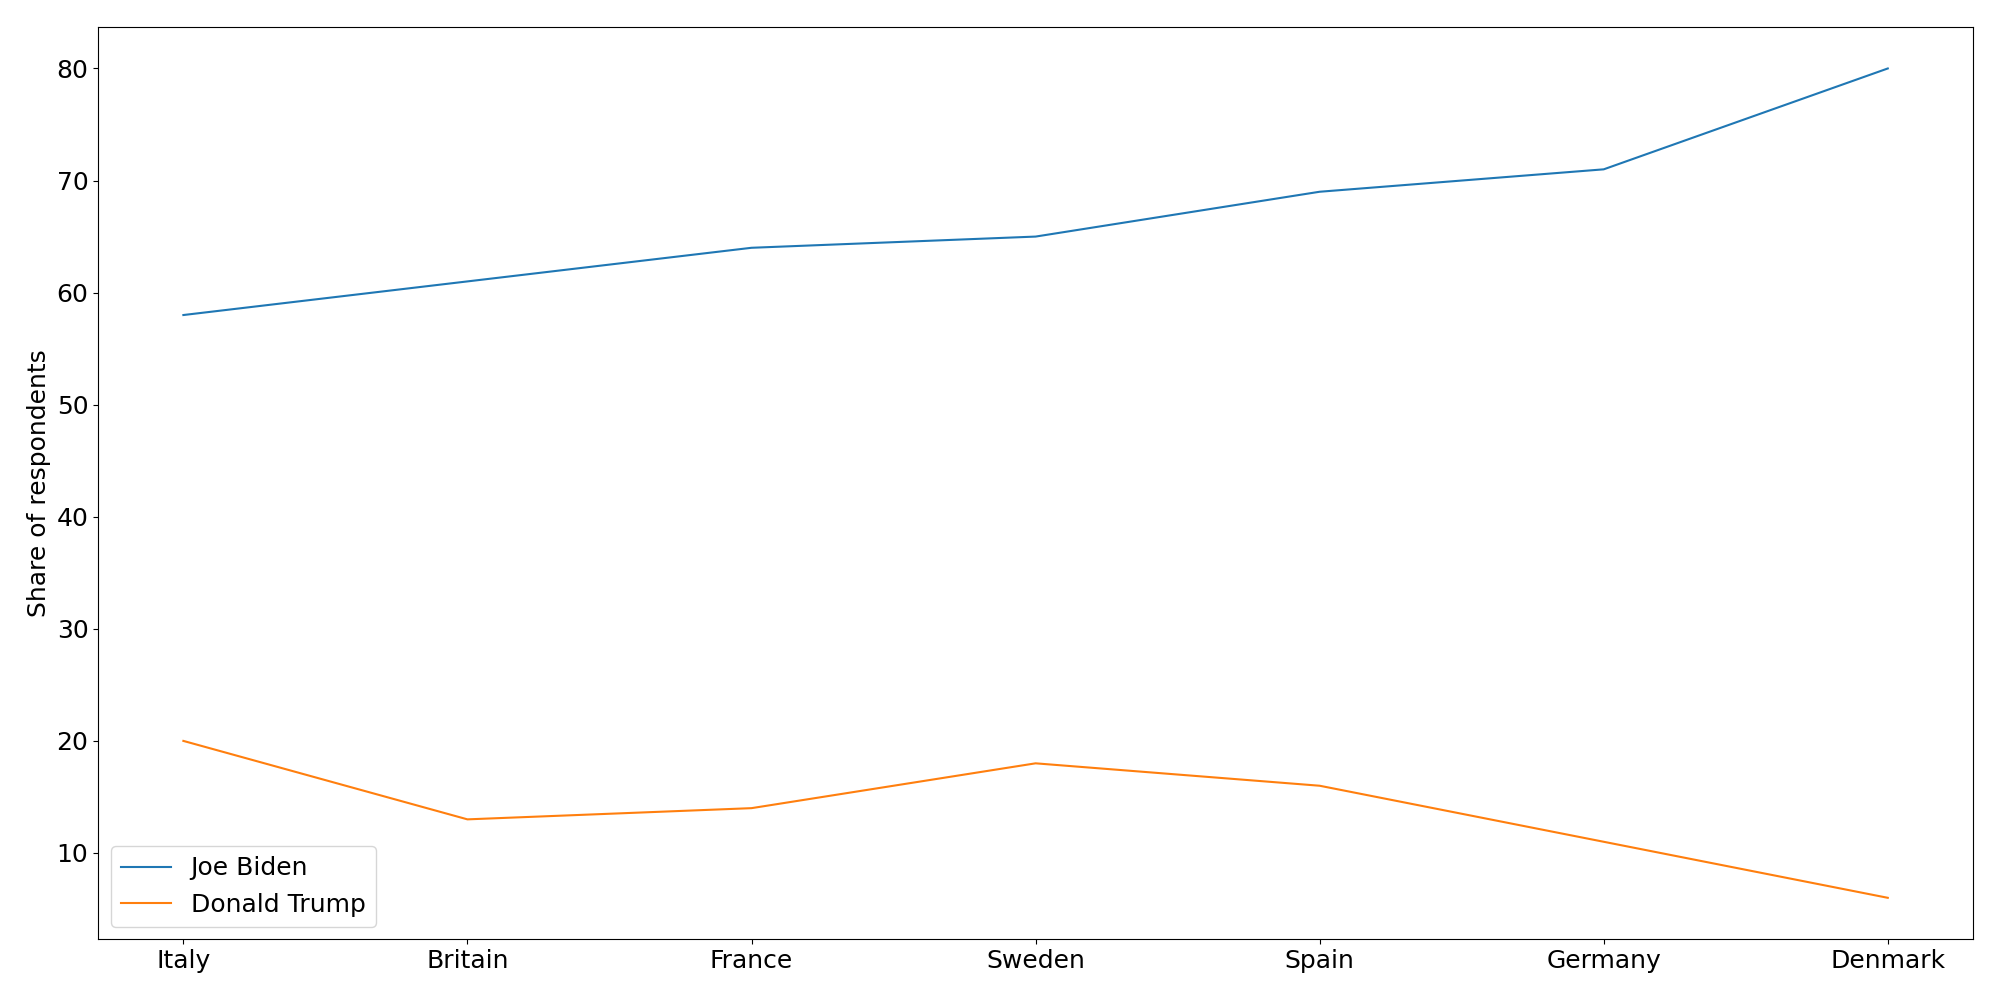 Share of respondents
80
70
60
50
40
30
20
10
Joe Biden
Donald Trump
Italy Britain France Sweden Spain Germany Denmark